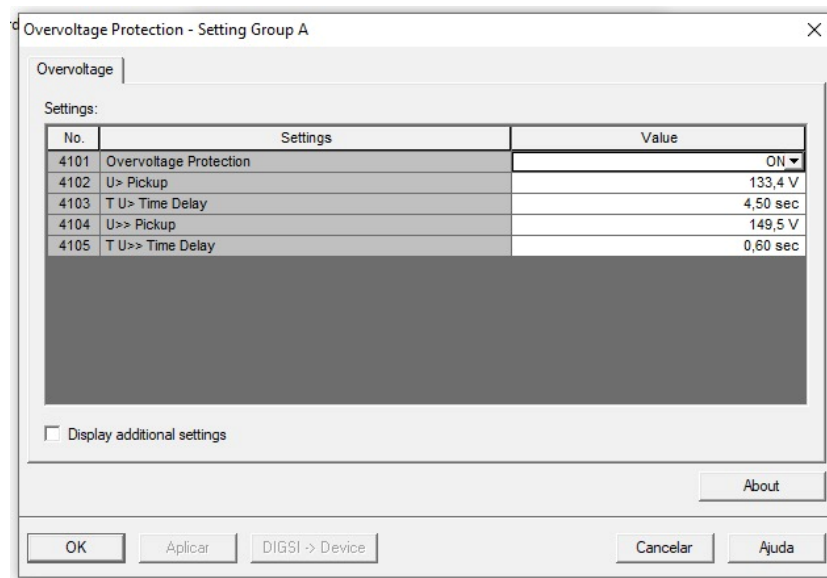 Overvoltage Protection - Setting Group A
Overvoltage
Settings:
No. Settings Value
4101 Overvoltage Protection ON
4102 U> Pickup 133,4 V
4103 T U> Time Delay 4,50 sec
4104 U>> Pickup 149,5 V
4105 T U>> Time Delay 0,60 sec
Display additional settings
About
OK Aplicar DIGSI -> Device Cancelar Ajuda